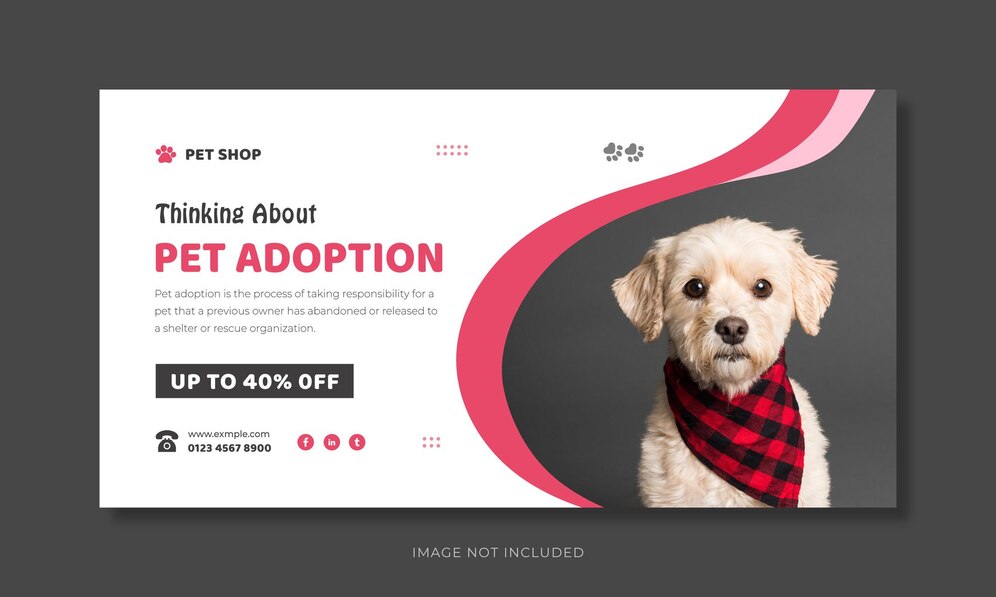 PET SHOP
Thinking About
PET ADOPTION
Pet adoption is the process of taking responsibility for a
pet that a previous owner has abandoned or released to
a shelter or rescue organization.
UP TO 40% OFF
www.exmple.com
0123 4567 8900
f in t
IMAGE NOT INCLUDED